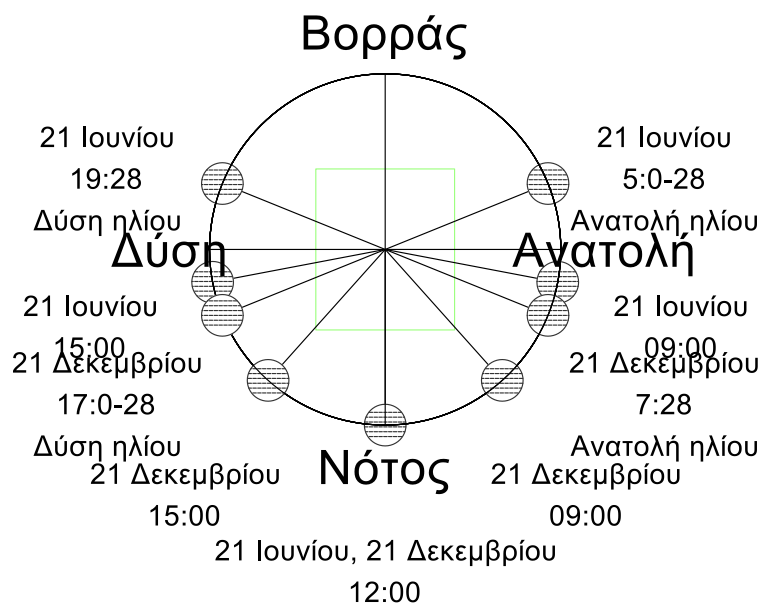 Βορράς
21 Ιουνίου
19:28
Δύση ηλίου
21 Ιουνίου
5:0-28
Ανατολή ηλίου
Δύση
Ανατολή
21 Ιουνίου
15:00
21 Ιουνίου
09:00
21 Δεκεμβρίου
17:0-28
Δύση ηλίου
21 Δεκεμβρίου
7:28
Ανατολή ηλίου
Νότος
21 Δεκεμβρίου
15:00
21 Δεκεμβρίου
09:00
21 Ιουνίου, 21 Δεκεμβρίου
12:00